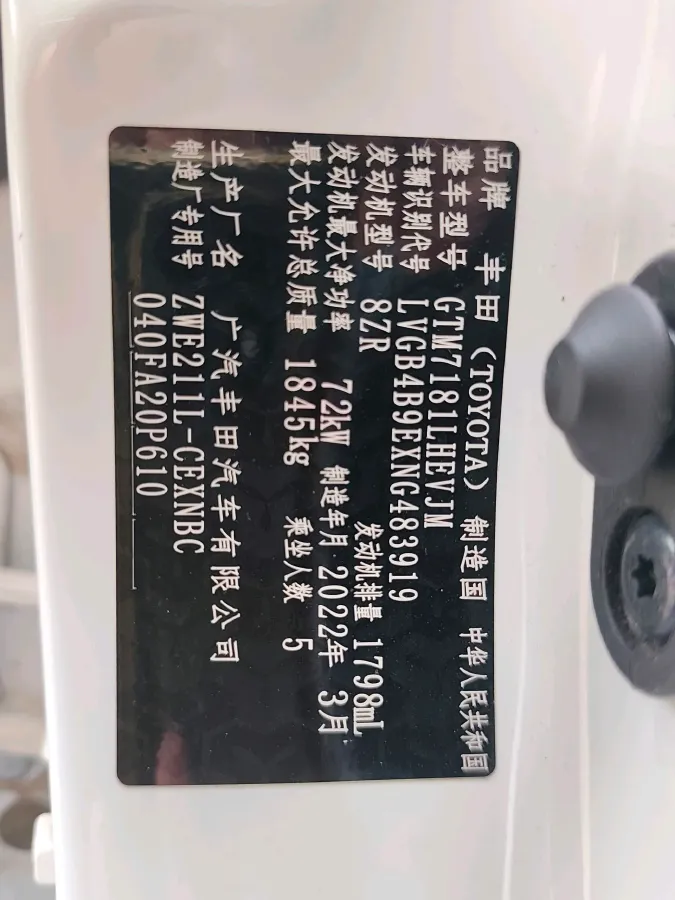 品牌 丰田（TOYOTA） 制造国 中华人民共和国
整车型号 GTM7181LHEVJM
车辆识别代号 LVGB4B9EXNG483919
发动机型号 8ZR 发动机排量 1798mL
发动机最大净功率 72kW 制造年月 2022年 3月
最大允许总质量 1845kg 乘坐人数 5
生产厂名 广汽丰田汽车有限公司
制造厂专用号 ZWE211L-CEXNBC
040FA20P610